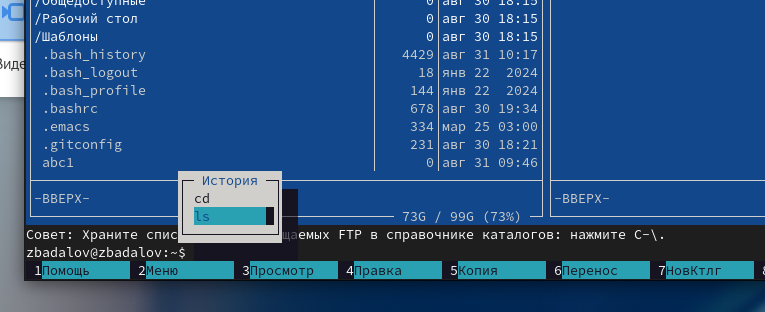 /Общедоступные 0 авг 30 18:15
/Рабочий стол 0 авг 30 18:15
/Шаблоны 0 авг 30 18:15
.bash_history 4429 авг 31 10:17
.bash_logout 18 янв 22 2024
.bash_profile 144 янв 22 2024
.bashrc 678 авг 30 19:34
.emacs 334 мар 25 03:00
.gitconfig 231 авг 30 18:21
abc1 0 авг 31 09:46
История
cd
ls
-ВВЕРХ- -ВВЕРХ-
73G / 99G (73%)
Совет: Храните спис щаемых FTP в справочнике каталогов: нажмите C-\.
zbadalov@zbadalov:~$
1Помощь 2Меню 3Просмотр 4Правка 5Копия 6Перенос 7НовКтлг